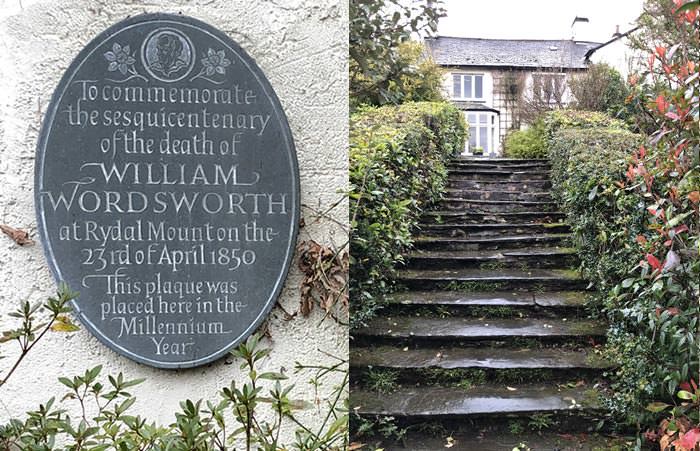 To commemorate
the sesquicentenary
of the death of
WILLIAM
WORDSWORTH
at Rydal Mount on the
23rd of April 1850
This plaque was
placed here in the
Millennium
Year